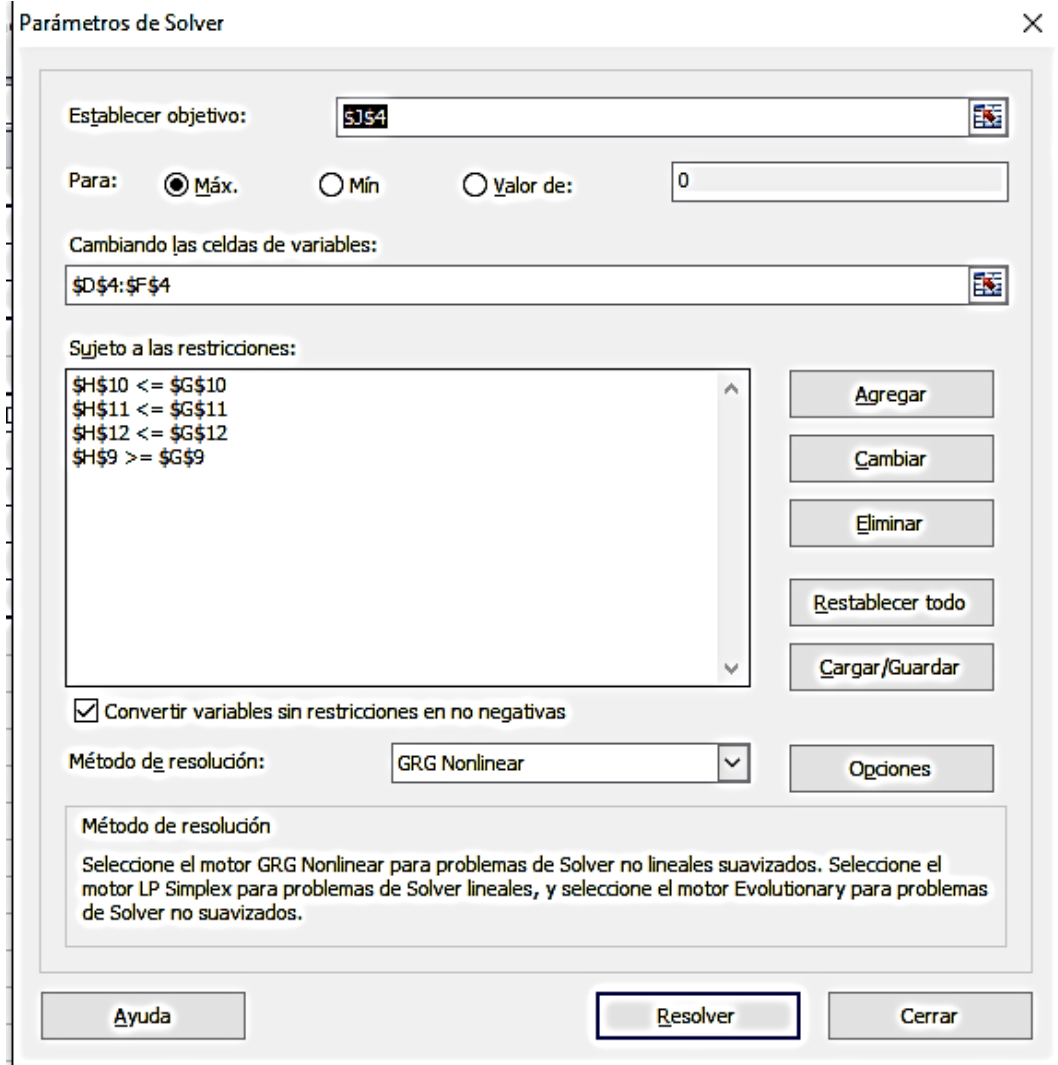 Parámetros de Solver
Establecer objetivo:
$J$4
Para:
Máx.
Mín
Valor de:
0
Cambiando las celdas de variables:
$D$4:$F$4
Sujeto a las restricciones:
$H$10 <= $G$10
$H$11 <= $G$11
$H$12 <= $G$12
$H$9 >= $G$9
Agregar
Cambiar
Eliminar
Restablecer todo
Cargar/Guardar
Convertir variables sin restricciones en no negativas
Método de resolución:
GRG Nonlinear
Opciones
Método de resolución
Seleccione el motor GRG Nonlinear para problemas de Solver no lineales suavizados. Seleccione el
motor LP Simplex para problemas de Solver lineales, y seleccione el motor Evolutionary para problemas
de Solver no suavizados.
Ayuda
Resolver
Cerrar